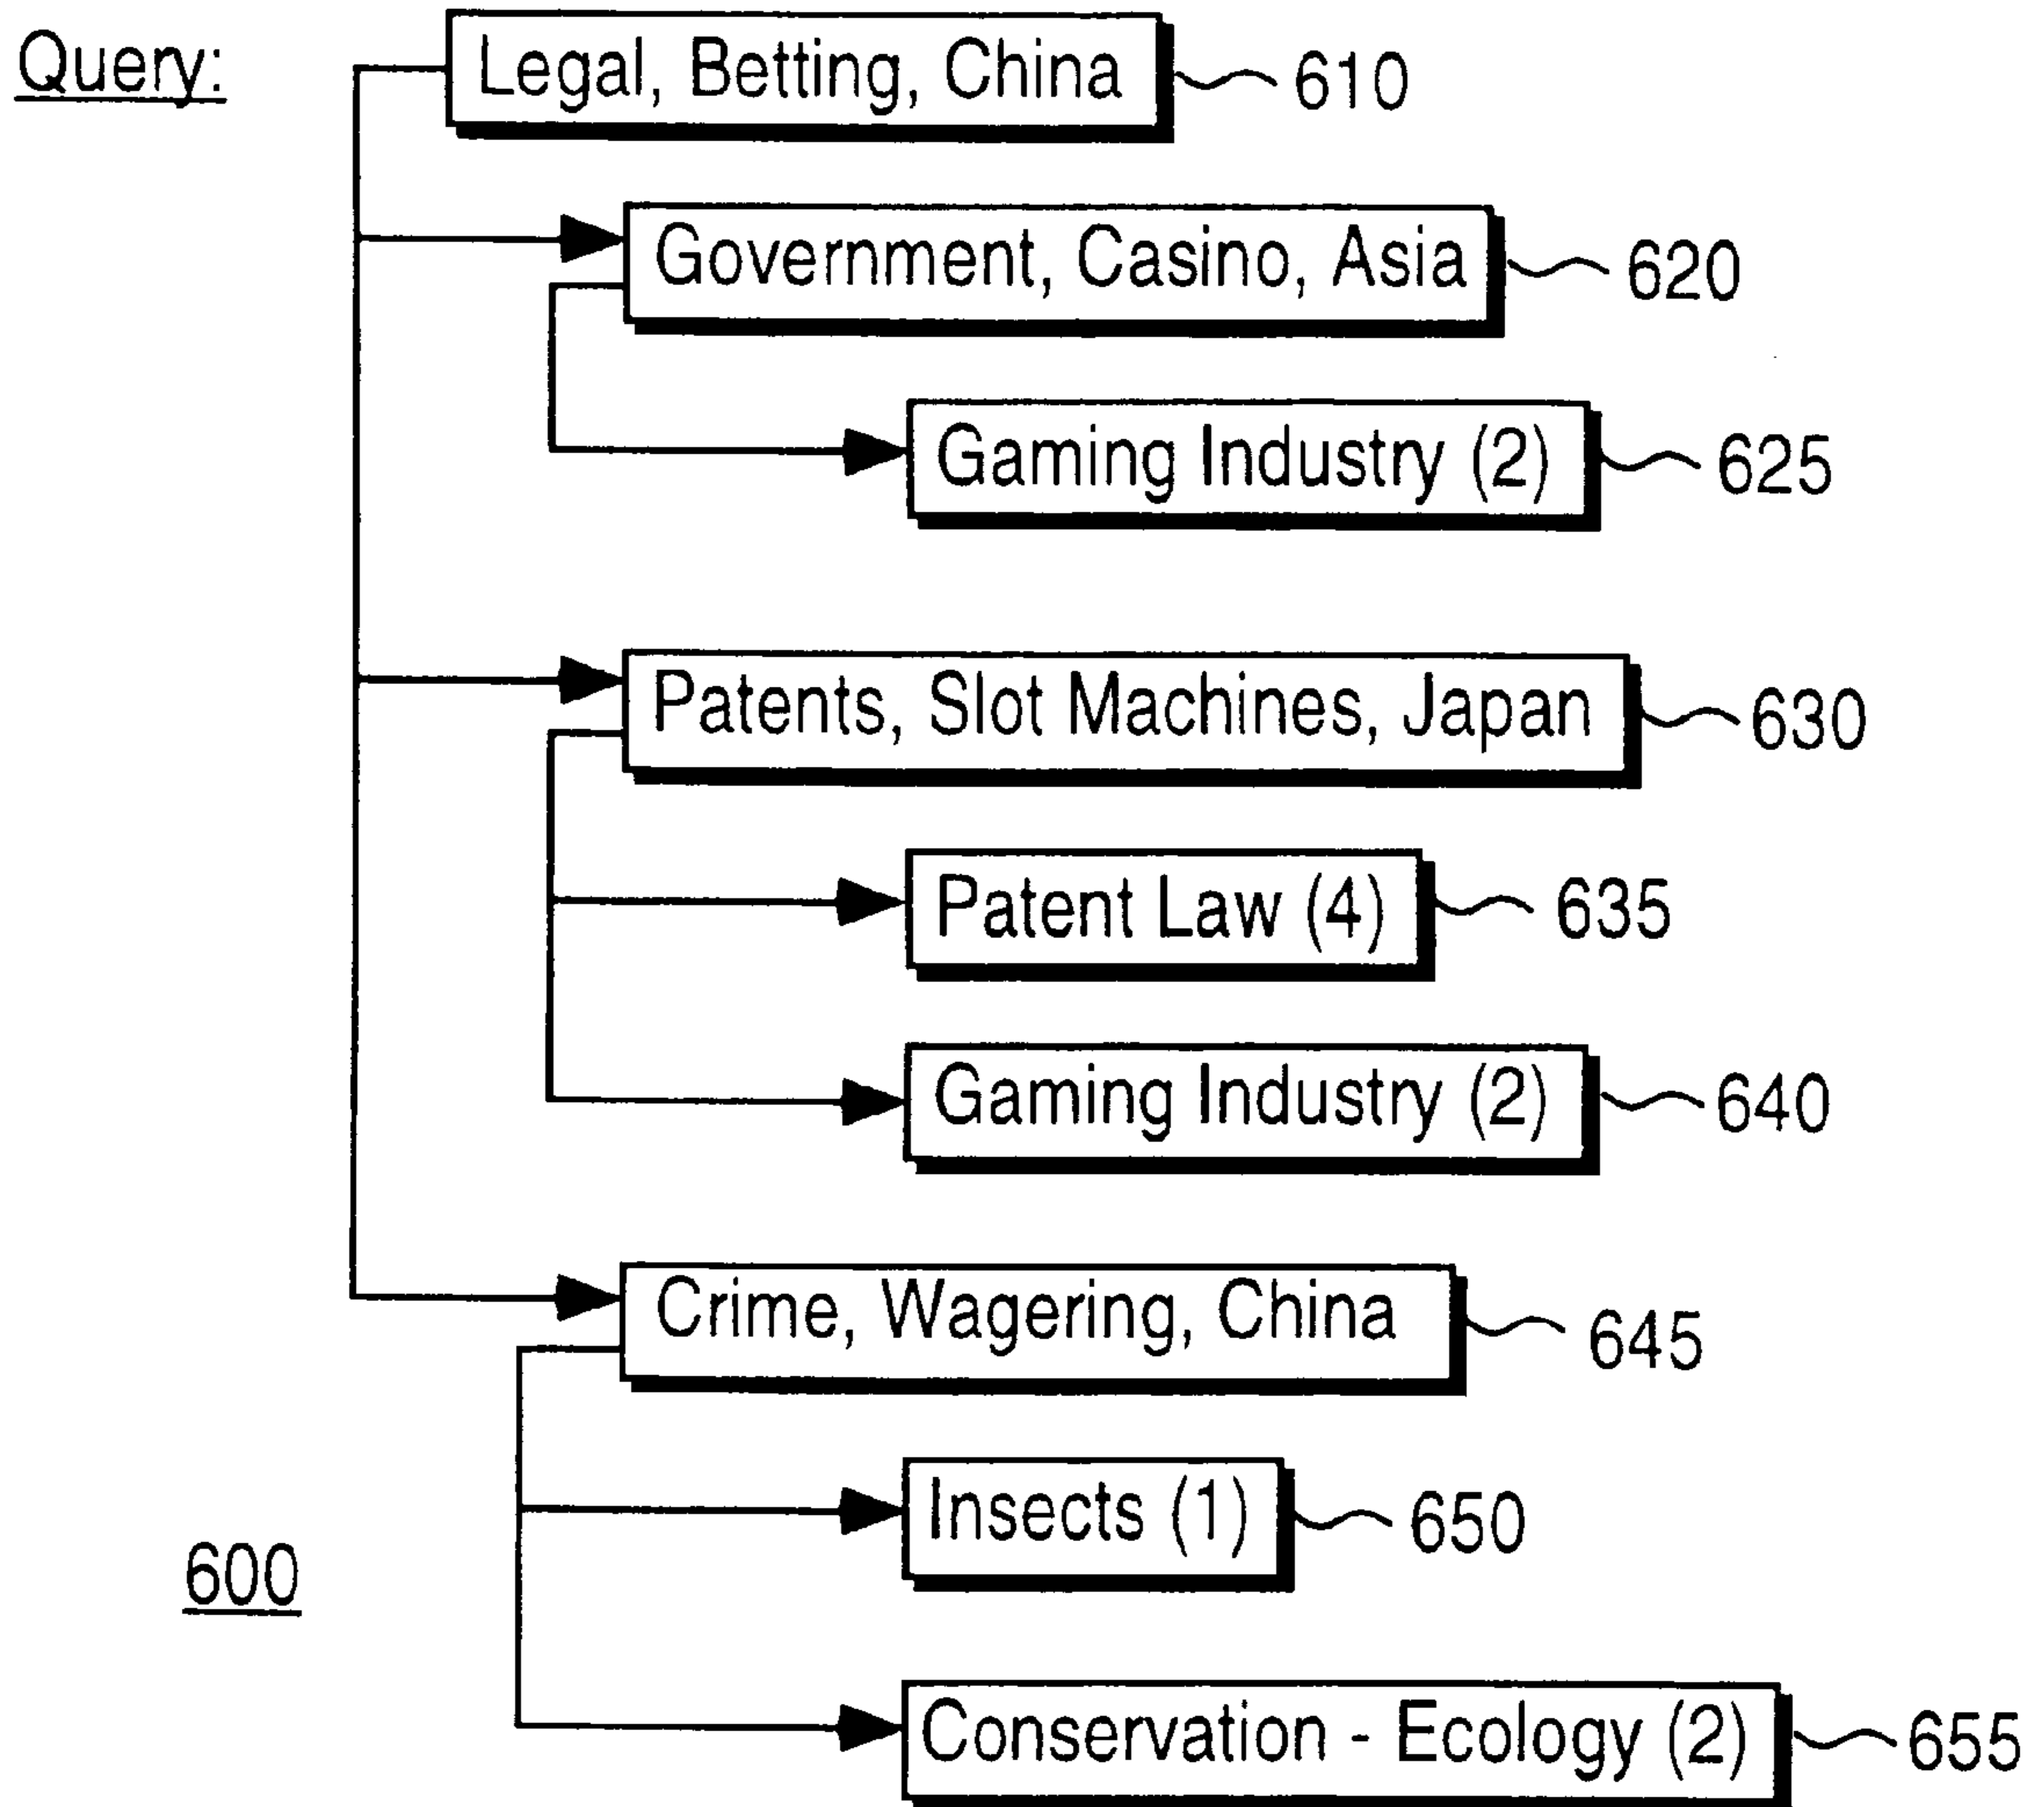 Query:
Legal, Betting, China 610
Government, Casino, Asia 620
Gaming Industry (2) 625
Patents, Slot Machines, Japan 630
Patent Law (4) 635
Gaming Industry (2) 640
Crime, Wagering, China 645
Insects (1) 650
600
Conservation - Ecology (2) 655